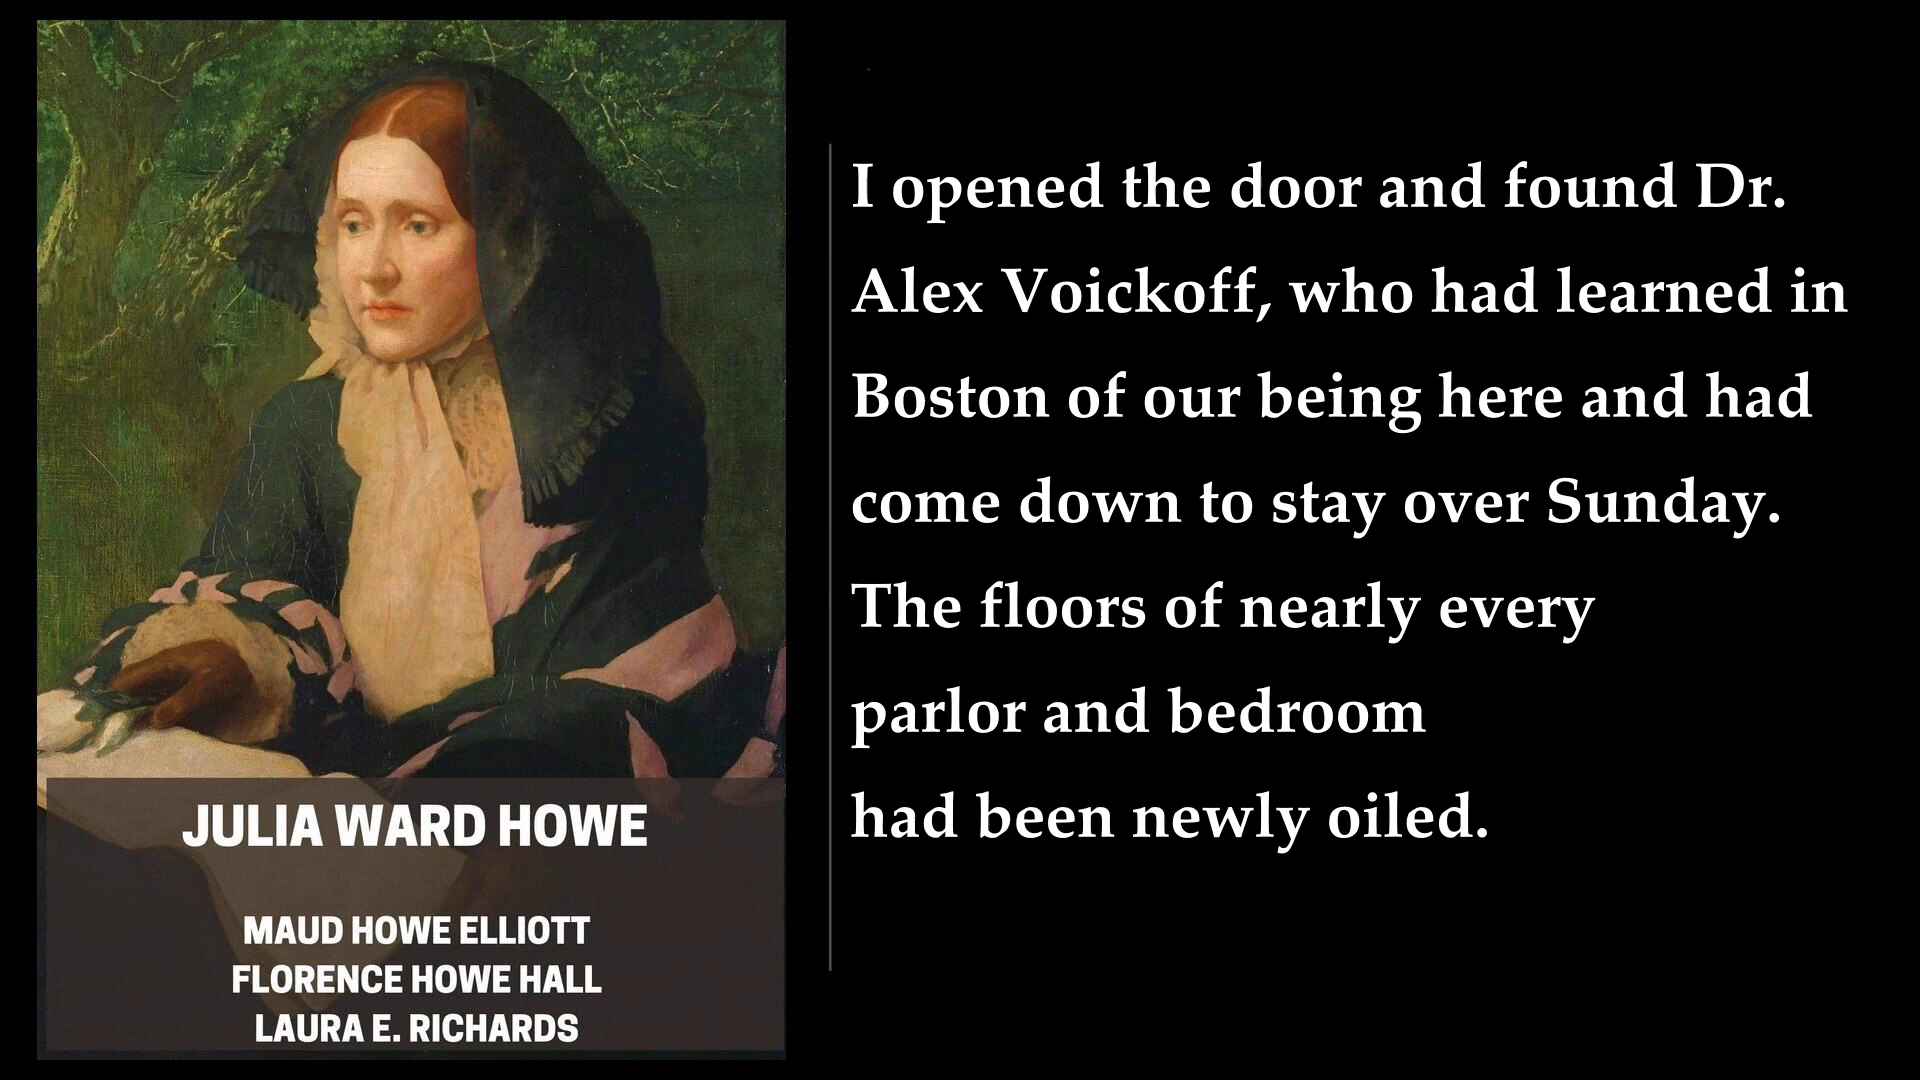 JULIA WARD HOWE
MAUD HOWE ELLIOTT
FLORENCE HOWE HALL
LAURA E. RICHARDS
I opened the door and found Dr.
Alex Voickoff, who had learned in
Boston of our being here and had
come down to stay over Sunday.
The floors of nearly every
parlor and bedroom
had been newly oiled.